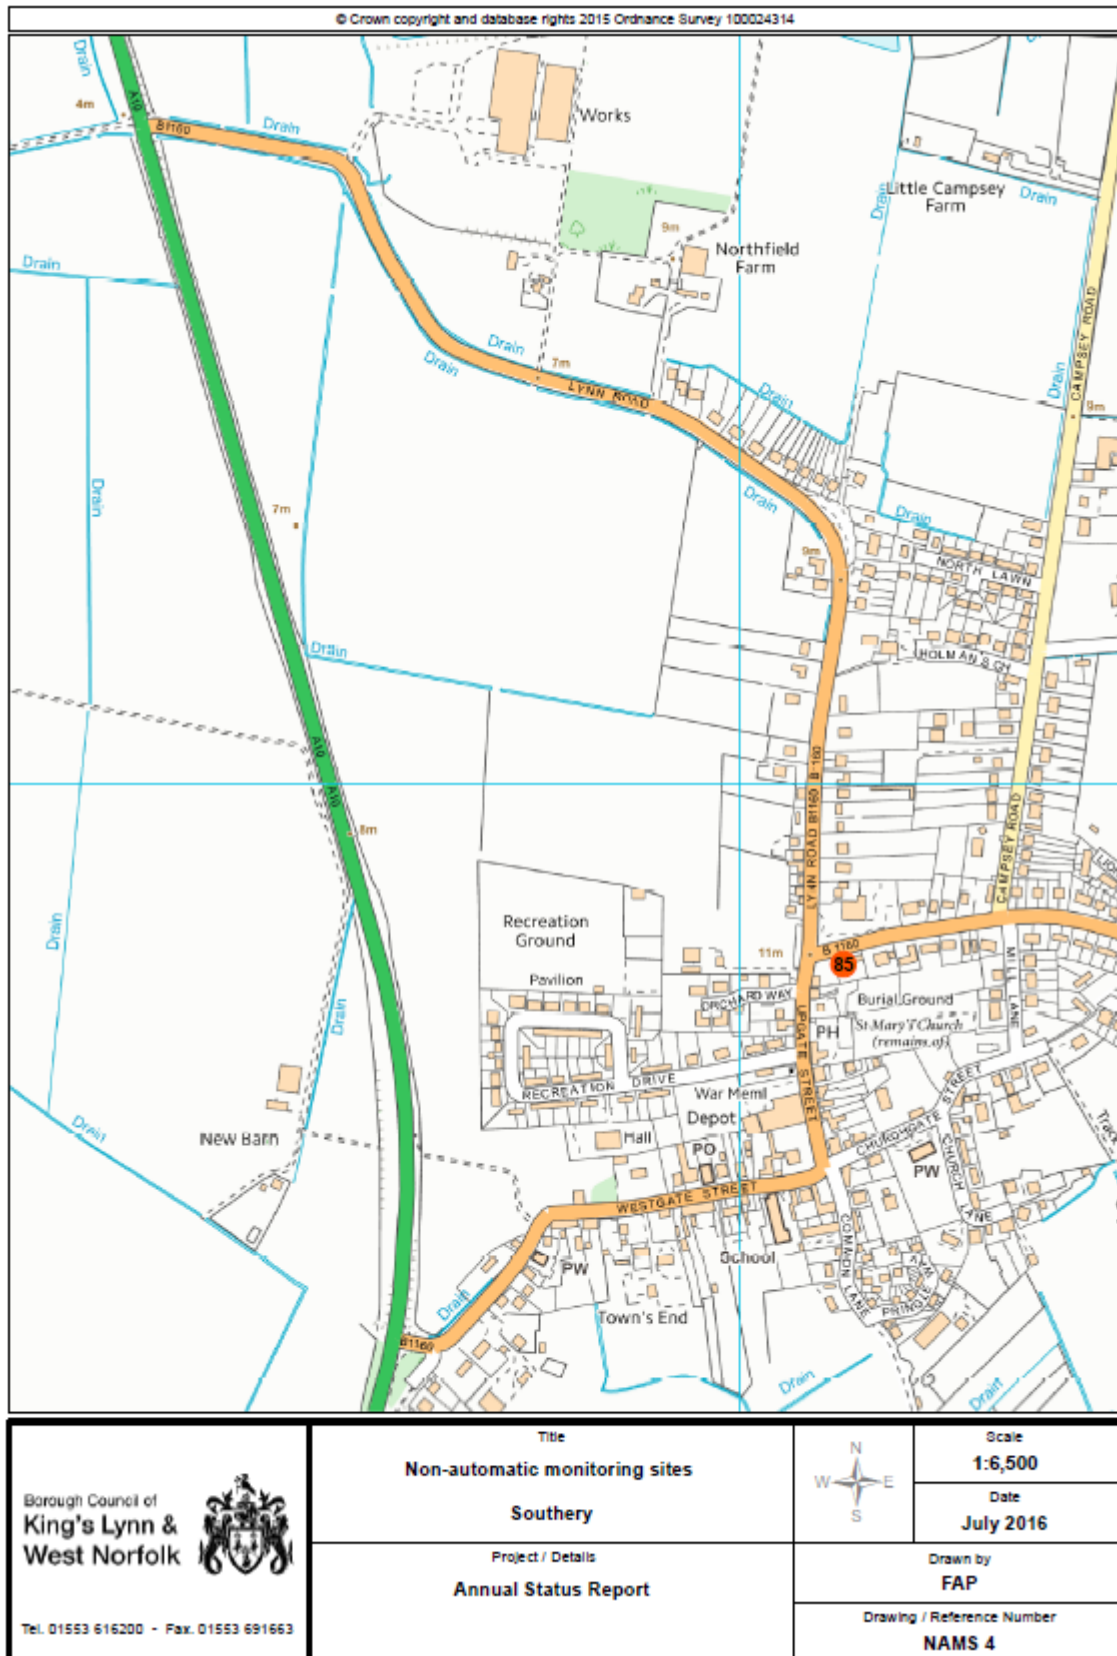 © Crown copyright and database rights 2015 Ordnance Survey 100024314
Drain
A10
4m
B1160
Drain
Works
Little Campsey
Farm
Drain
Drain
9m
Northfield
Farm
Drain
Drain
Drain
7m
LYNN ROAD
Drain
Drain
CAMPSEY ROAD
9m
Drain
Drain
7m
Drain
9m
NORTH LAWN
HOLMAN'S CH
Drain
A10
A10
8m
LYNN ROAD B1160
CAMPSEY ROAD
Recreation
Ground
Pavilion
11m
B 1160
85
Drain
Drain
ORCHARD WAY
Burial Ground
MILL LANE
PH
St Mary's Church
(remains of)
UPGATE STREET
RECREATION DRIVE
War Meml
Depot
Drain
New Barn
Hall
PO
CHURCHGATE STREET
PW
CHURCH LANE
Track
WESTGATE STREET
School
COMMON LANE
PW
Drain
Town's End
B1160
Drain
Drain
Borough Council of
King's Lynn &
West Norfolk
Tel. 01553 616200 - Fax. 01553 691663
Title
Non-automatic monitoring sites
Southery
Project / Details
Annual Status Report
N
W E
S
Scale
1:6,500
Date
July 2016
Drawn by
FAP
Drawing / Reference Number
NAMS 4